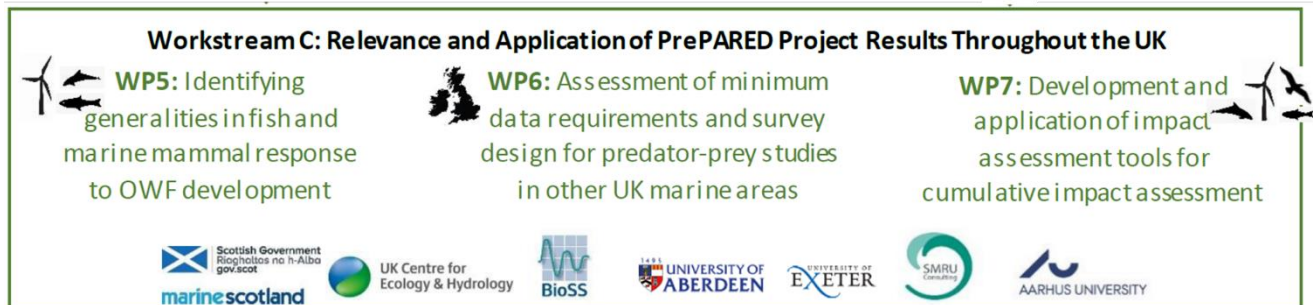 Workstream C: Relevance and Application of PrePARED Project Results Throughout the UK
WP5: Identifying
generalities in fish and
marine mammal response
to OWF development
WP6: Assessment of minimum
data requirements and survey
design for predator-prey studies
in other UK marine areas
WP7: Development and
application of impact
assessment tools for
cumulative impact assessment
Scottish Government
Riaghaltas na h-Alba
gov.scot
marinescotland
UK Centre for
Ecology & Hydrology
BioSS
1495
UNIVERSITY OF
ABERDEEN
UNIVERSITY OF
EXETER
SMRU
Consulting
AARHUS UNIVERSITY